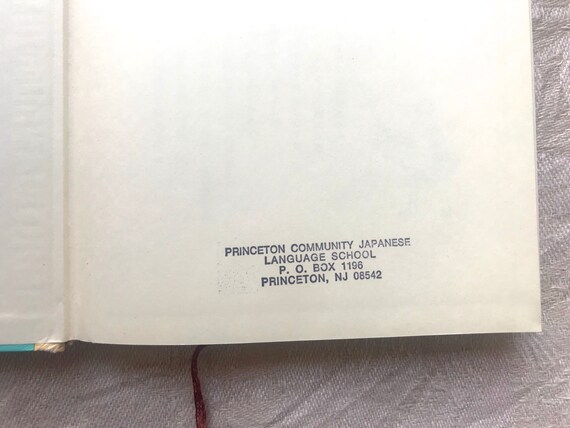 PRINCETON COMMUNITY JAPANESE
LANGUAGE SCHOOL
P. O. BOX 1196
PRINCETON, NJ 08542